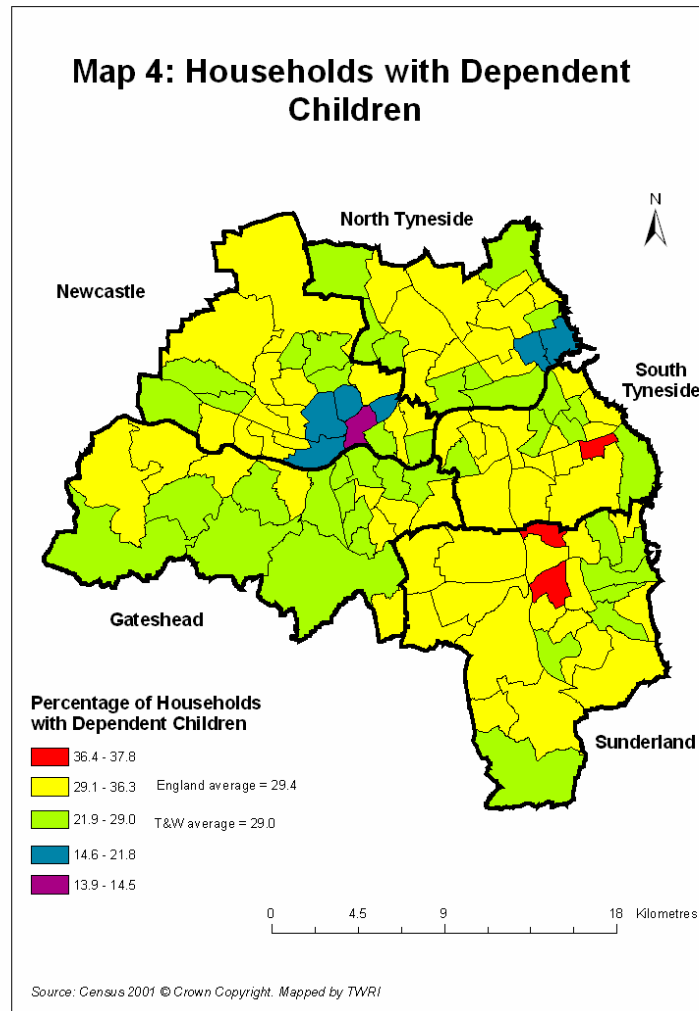 Map 4: Households with Dependent
Children
N
North Tyneside
Newcastle
South
Tyneside
Gateshead
Sunderland
Percentage of Households
with Dependent Children
36.4 - 37.8
29.1 - 36.3 England average = 29.4
21.9 - 29.0 T&W average = 29.0
14.6 - 21.8
13.9 - 14.5
0 4.5 9 18 Kilometres
Source: Census 2001 © Crown Copyright. Mapped by TWRI